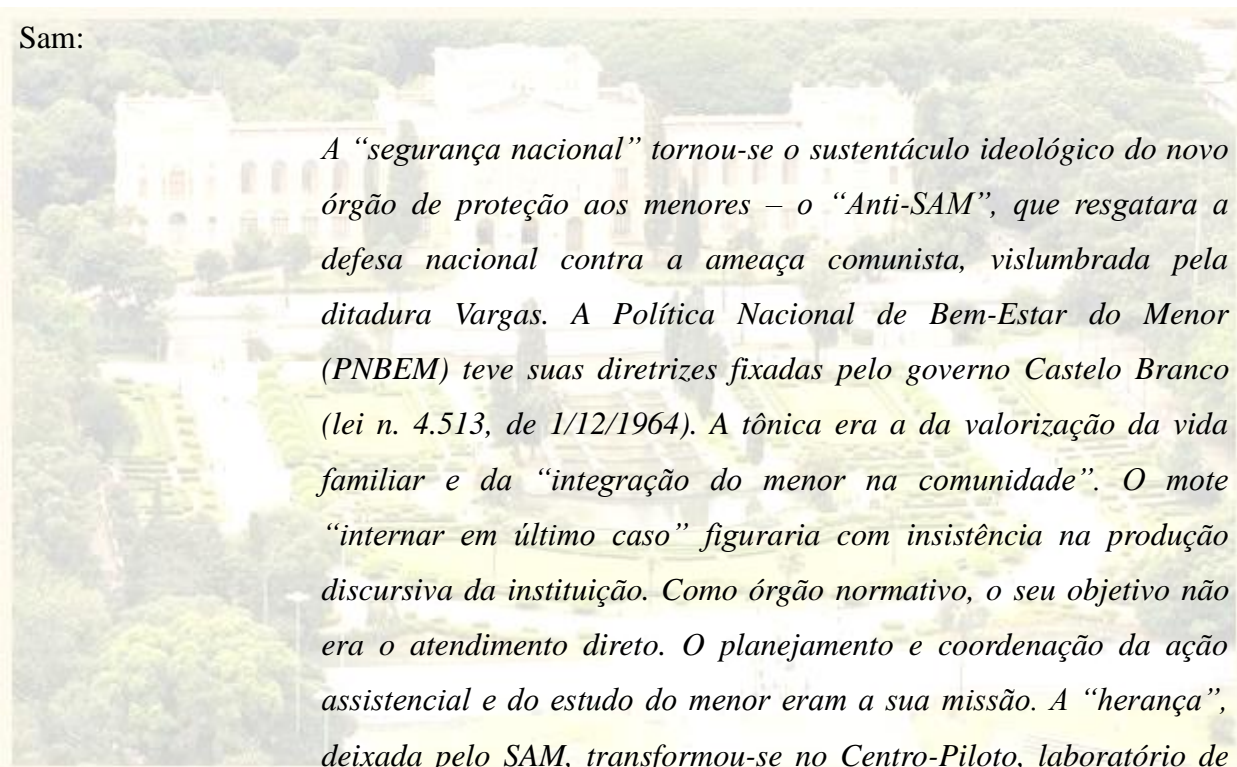 Sam:
A “segurança nacional” tornou-se o sustentáculo ideológico do novo
órgão de proteção aos menores – o “Anti-SAM”, que resgatara a
defesa nacional contra a ameaça comunista, vislumbrada pela
ditadura Vargas. A Política Nacional de Bem-Estar do Menor
(PNBEM) teve suas diretrizes fixadas pelo governo Castelo Branco
(lei n. 4.513, de 1/12/1964). A tônica era a da valorização da vida
familiar e da “integração do menor na comunidade”. O mote
“internar em último caso” figuraria com insistência na produção
discursiva da instituição. Como órgão normativo, o seu objetivo não
era o atendimento direto. O planejamento e coordenação da ação
assistencial e do estudo do menor eram a sua missão. A “herança”,
deixada pelo SAM, transformou-se no Centro-Piloto, laboratório de